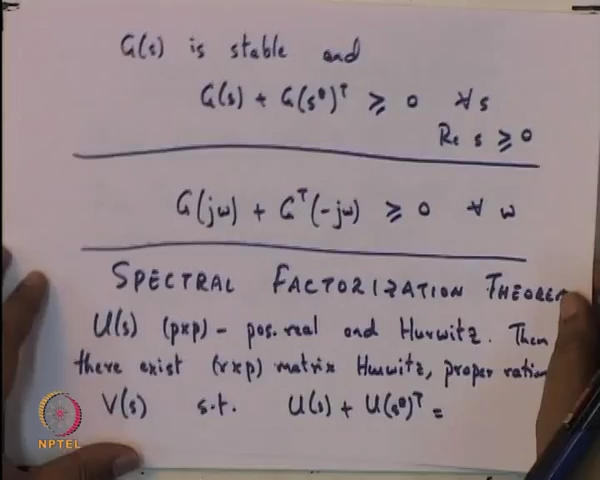 G(s) is stable and
G(s) + G(s*)ᵀ ≥ 0 ∀ s
Re s ≥ 0
G(jω) + Gᵀ(-jω) ≥ 0 ∀ ω
SPECTRAL FACTORIZATION THEOREM
U(s) (p×p) - pos. real and Hurwitz. Then
there exist (r×p) matrix Hurwitz, proper ration
V(s) s.t. U(s) + U(s*)ᵀ =
NPTEL